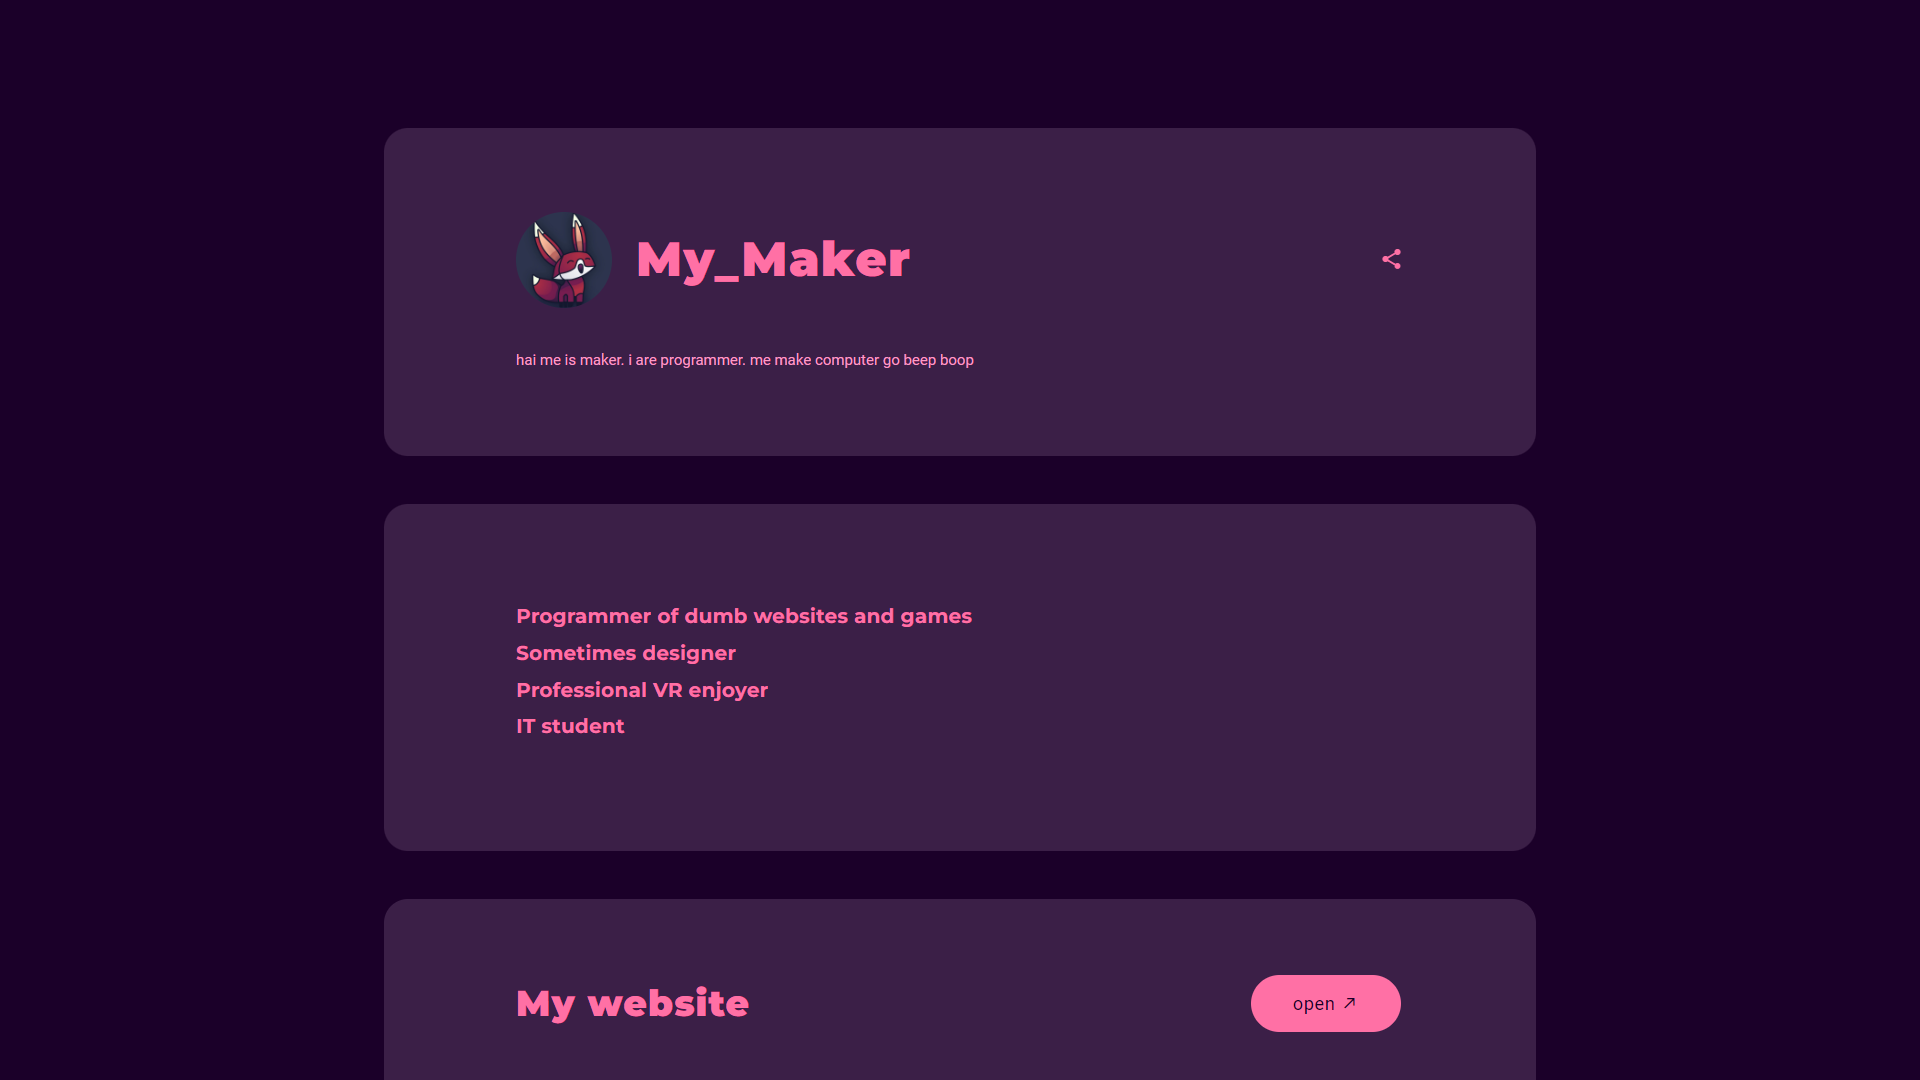 My_Maker
hai me is maker. i are programmer. me make computer go beep boop
Programmer of dumb websites and games
Sometimes designer
Professional VR enjoyer
IT student
My website
open